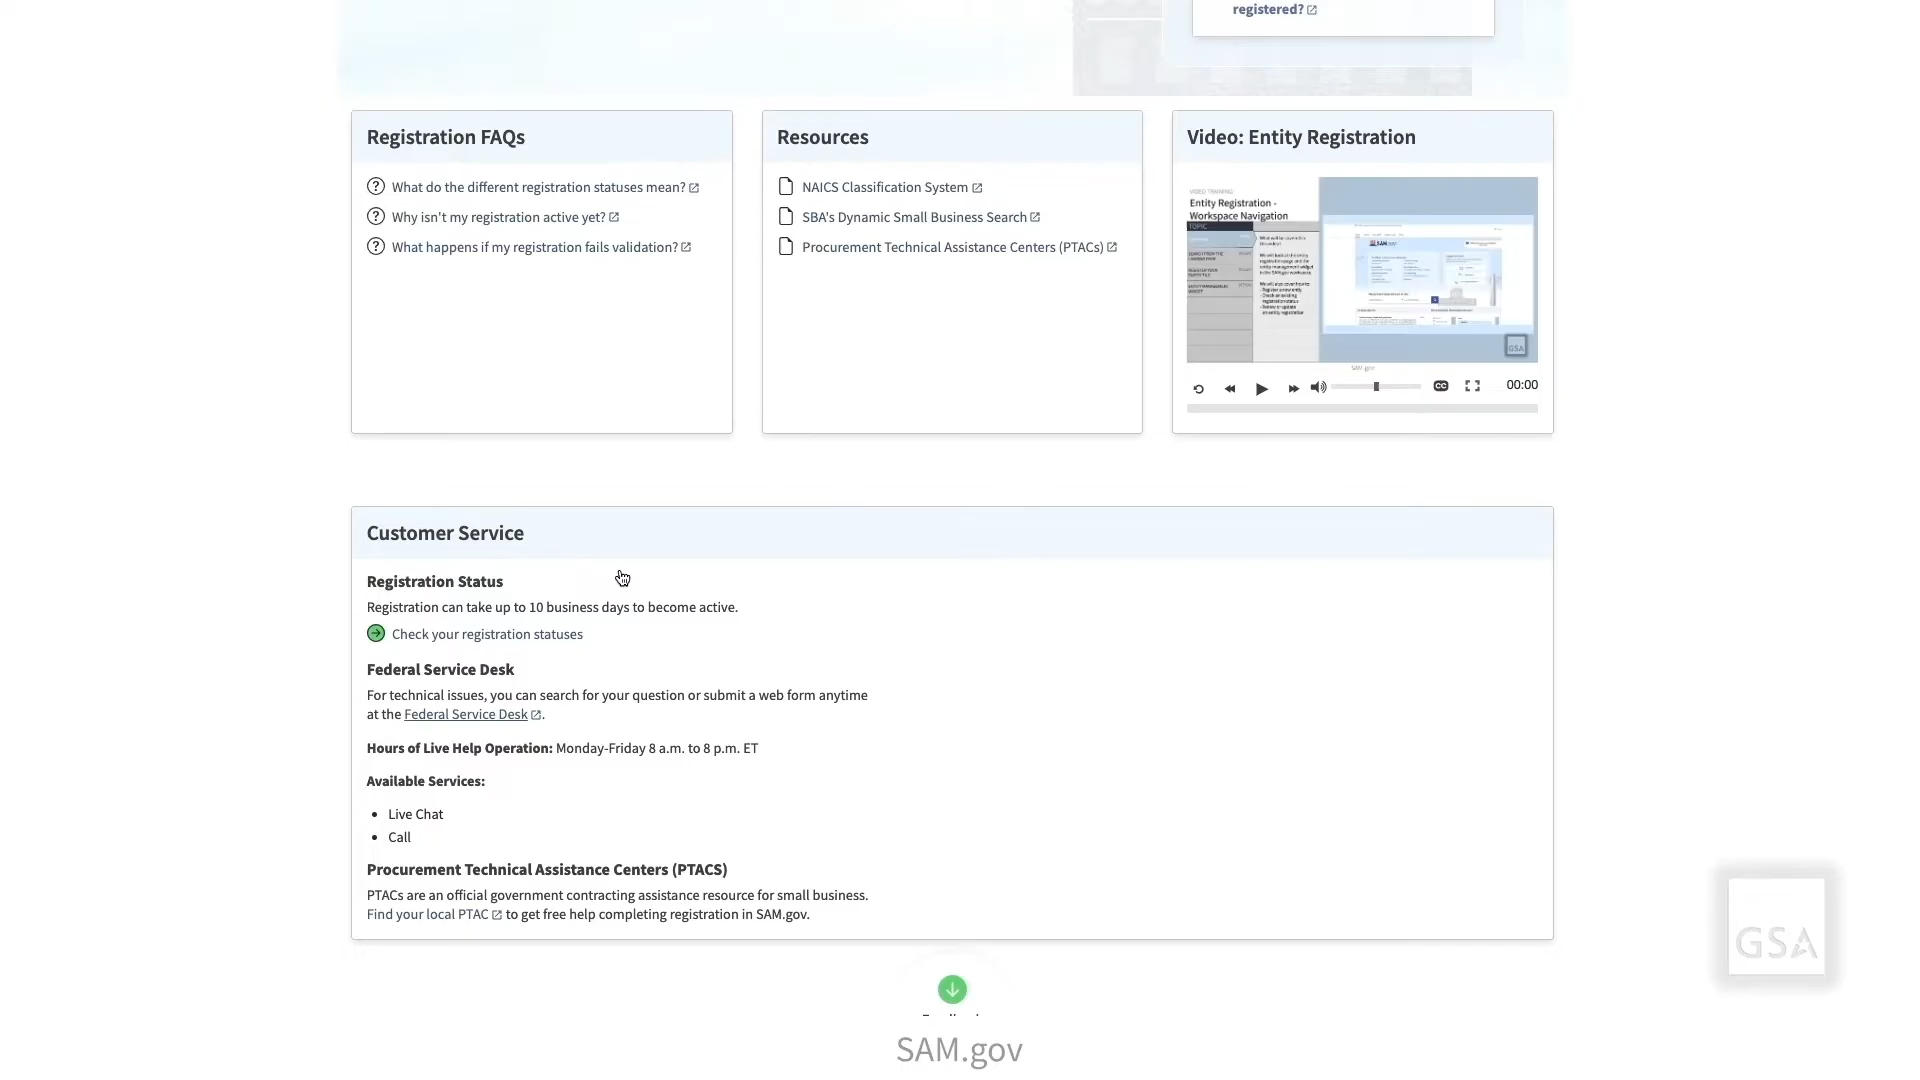 registered?
Registration FAQs
What do the different registration statuses mean?
Why isn't my registration active yet?
What happens if my registration fails validation?
Resources
NAICS Classification System
SBA's Dynamic Small Business Search
Procurement Technical Assistance Centers (PTACs)
Video: Entity Registration
VIDEO TRAINING
Entity Registration -
Workspace Navigation
TOPIC
GSA
SAM.gov
CC
00:00
Customer Service
Registration Status
Registration can take up to 10 business days to become active.
Check your registration statuses
Federal Service Desk
For technical issues, you can search for your question or submit a web form anytime
at the Federal Service Desk.
Hours of Live Help Operation: Monday-Friday 8 a.m. to 8 p.m. ET
Available Services:
• Live Chat
• Call
Procurement Technical Assistance Centers (PTACS)
PTACs are an official government contracting assistance resource for small business.
Find your local PTAC to get free help completing registration in SAM.gov.
GSA
SAM.gov